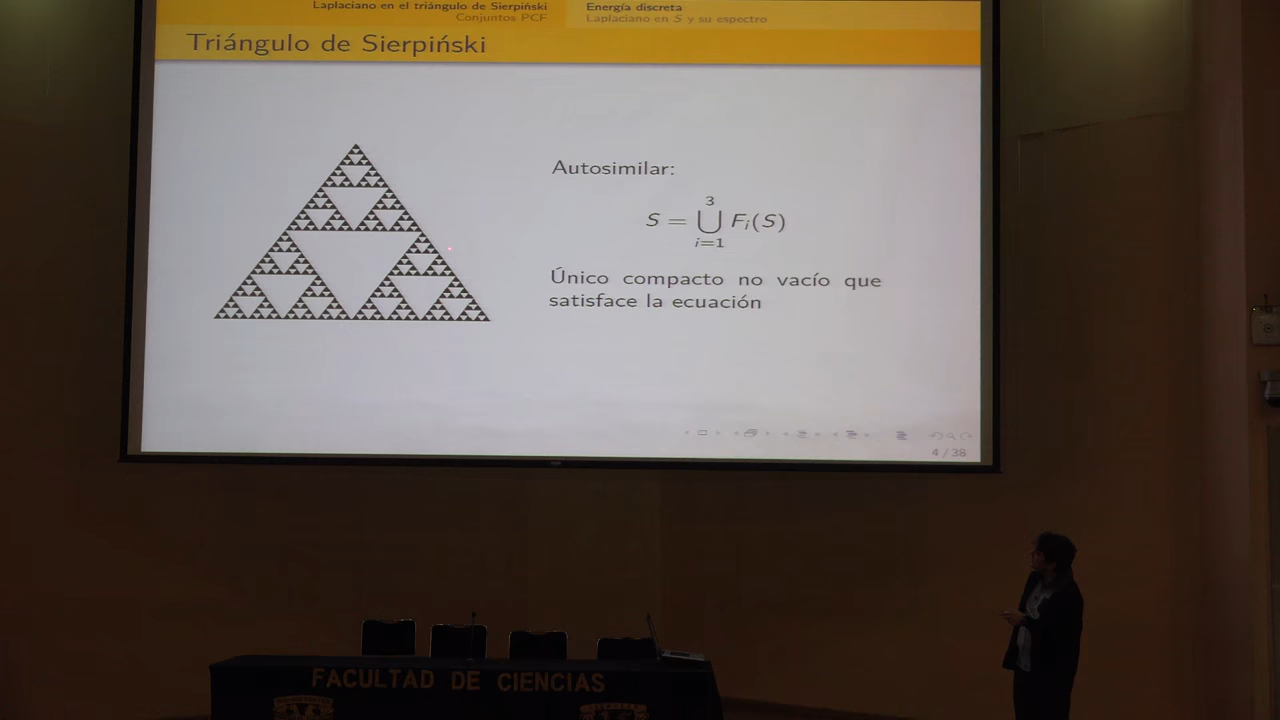 Laplaciano en el triángulo de Sierpiński
Conjuntos PCF
Energía discreta
Laplaciano en S y su espectro
Triángulo de Sierpiński
Autosimilar:
S = ⋃_{i=1}^{3} F_i(S)
Único compacto no vacío que
satisface la ecuación
4 / 38
FACULTAD DE CIENCIAS